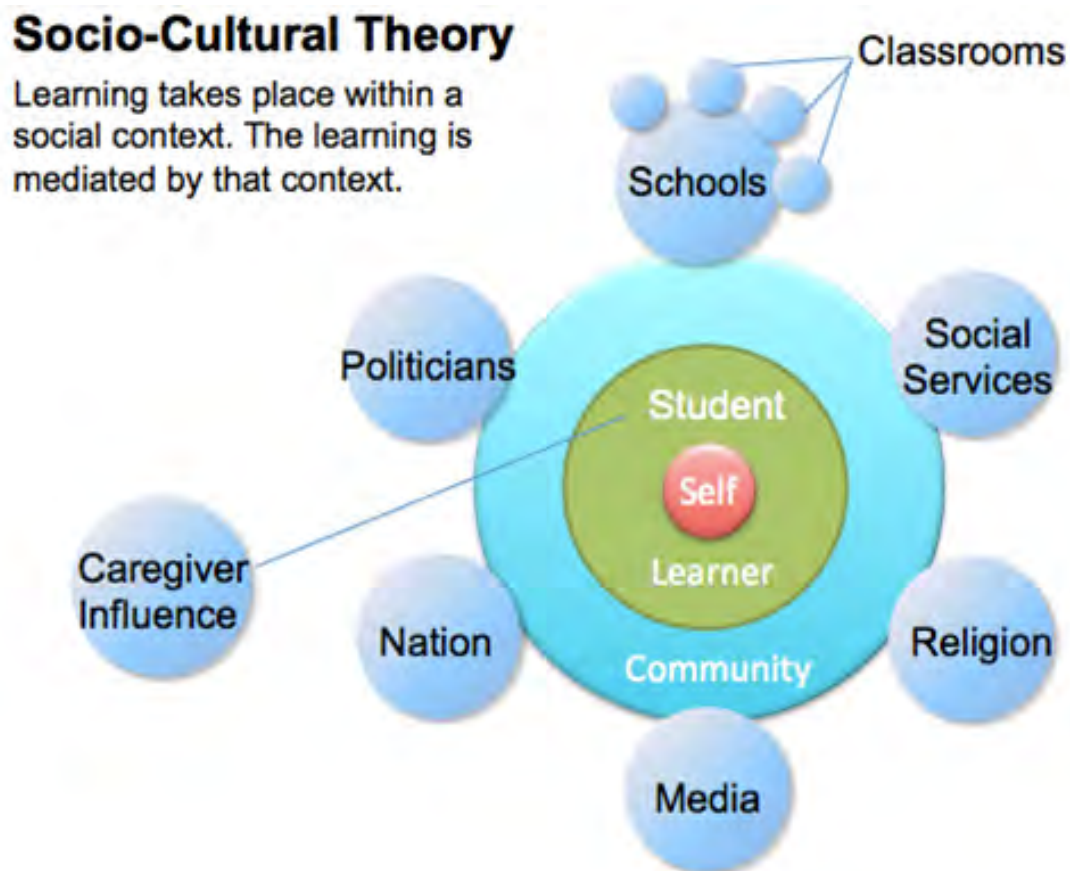 Socio-Cultural Theory
Learning takes place within a
social context. The learning is
mediated by that context.
Classrooms
Schools
Politicians
Social
Services
Student
Self
Learner
Caregiver
Influence
Nation
Religion
Community
Media